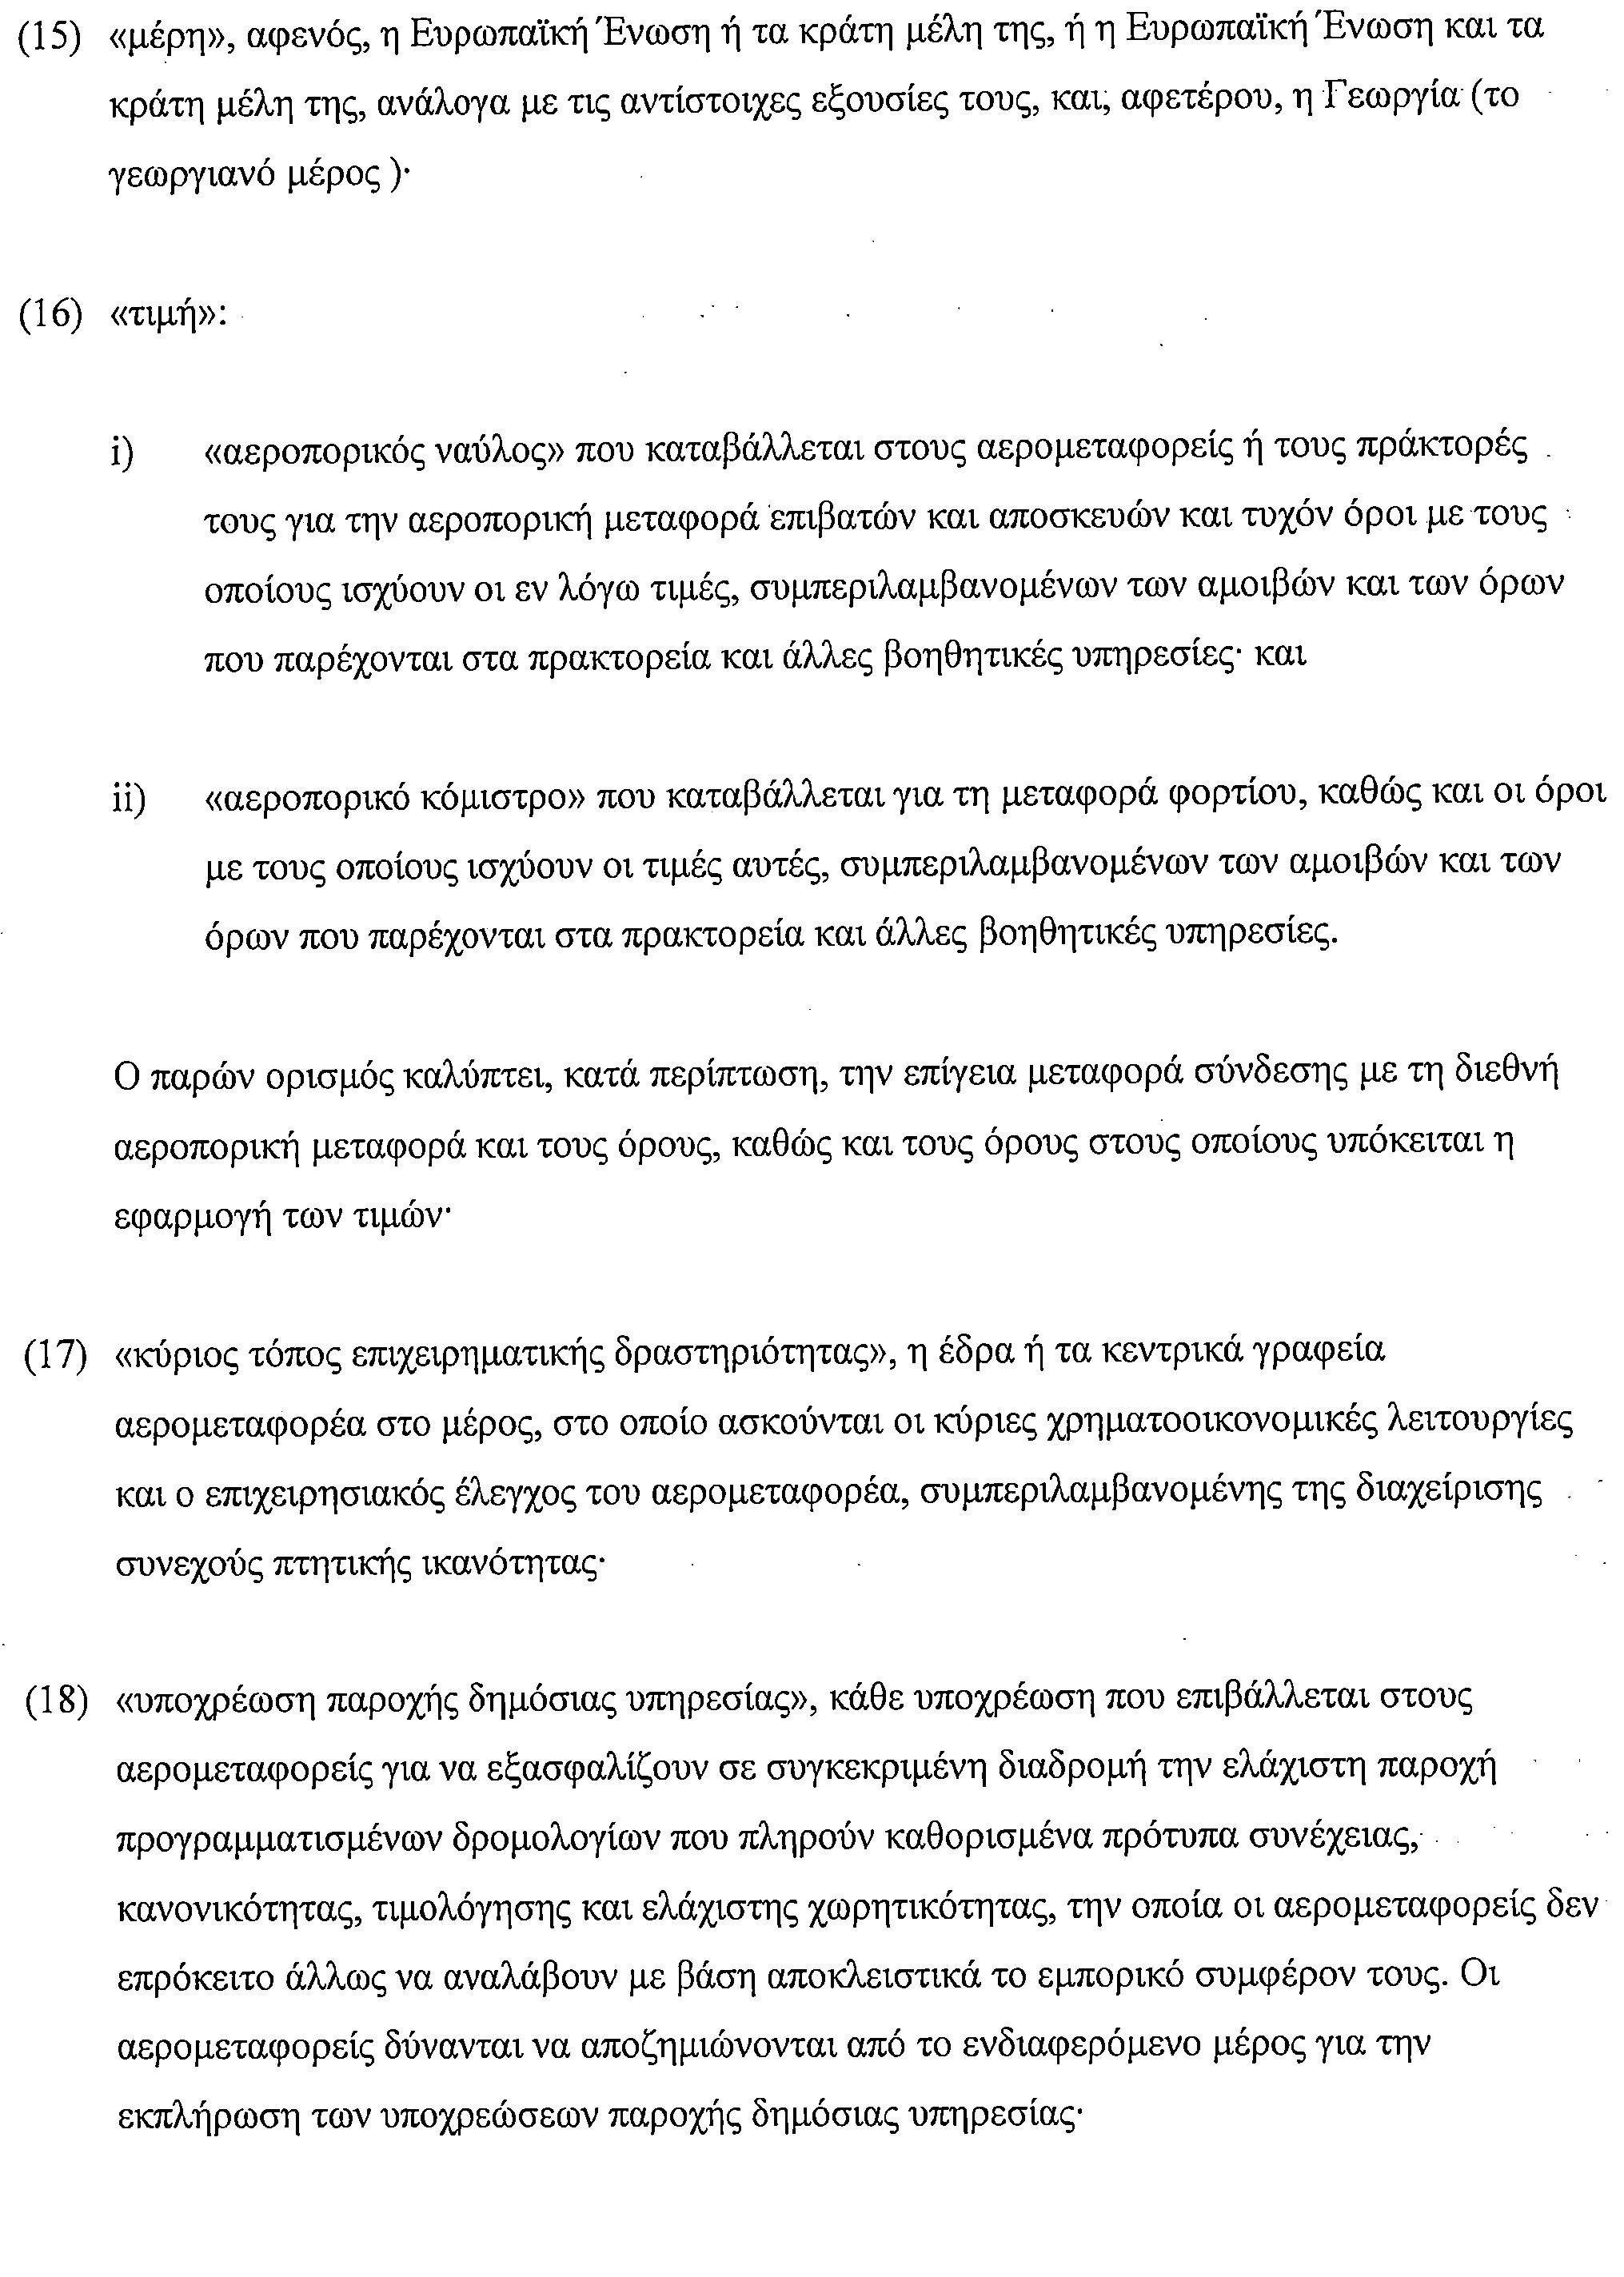 (15) «μέρη», αφενός, η Ευρωπαϊκή Ένωση ή τα κράτη μέλη της, ή η Ευρωπαϊκή Ένωση και τα
κράτη μέλη της, ανάλογα με τις αντίστοιχες εξουσίες τους, και, αφετέρου, η Γεωργία (το
γεωργιανό μέρος )·
(16) «τιμή»:
i) «αεροπορικός ναύλος» που καταβάλλεται στους αερομεταφορείς ή τους πράκτορές
τους για την αεροπορική μεταφορά επιβατών και αποσκευών και τυχόν όροι με τους
οποίους ισχύουν οι εν λόγω τιμές, συμπεριλαμβανομένων των αμοιβών και των όρων
που παρέχονται στα πρακτορεία και άλλες βοηθητικές υπηρεσίες· και
ii) «αεροπορικό κόμιστρο» που καταβάλλεται για τη μεταφορά φορτίου, καθώς και οι όροι
με τους οποίους ισχύουν οι τιμές αυτές, συμπεριλαμβανομένων των αμοιβών και των
όρων που παρέχονται στα πρακτορεία και άλλες βοηθητικές υπηρεσίες.
Ο παρών ορισμός καλύπτει, κατά περίπτωση, την επίγεια μεταφορά σύνδεσης με τη διεθνή
αεροπορική μεταφορά και τους όρους, καθώς και τους όρους στους οποίους υπόκειται η
εφαρμογή των τιμών·
(17) «κύριος τόπος επιχειρηματικής δραστηριότητας», η έδρα ή τα κεντρικά γραφεία
αερομεταφορέα στο μέρος, στο οποίο ασκούνται οι κύριες χρηματοοικονομικές λειτουργίες
και ο επιχειρησιακός έλεγχος του αερομεταφορέα, συμπεριλαμβανομένης της διαχείρισης
συνεχούς πτητικής ικανότητας·
(18) «υποχρέωση παροχής δημόσιας υπηρεσίας», κάθε υποχρέωση που επιβάλλεται στους
αερομεταφορείς για να εξασφαλίζουν σε συγκεκριμένη διαδρομή την ελάχιστη παροχή
προγραμματισμένων δρομολογίων που πληρούν καθορισμένα πρότυπα συνέχειας,
κανονικότητας, τιμολόγησης και ελάχιστης χωρητικότητας, την οποία οι αερομεταφορείς δεν
επρόκειτο άλλως να αναλάβουν με βάση αποκλειστικά το εμπορικό συμφέρον τους. Οι
αερομεταφορείς δύνανται να αποζημιώνονται από το ενδιαφερόμενο μέρος για την
εκπλήρωση των υποχρεώσεων παροχής δημόσιας υπηρεσίας·